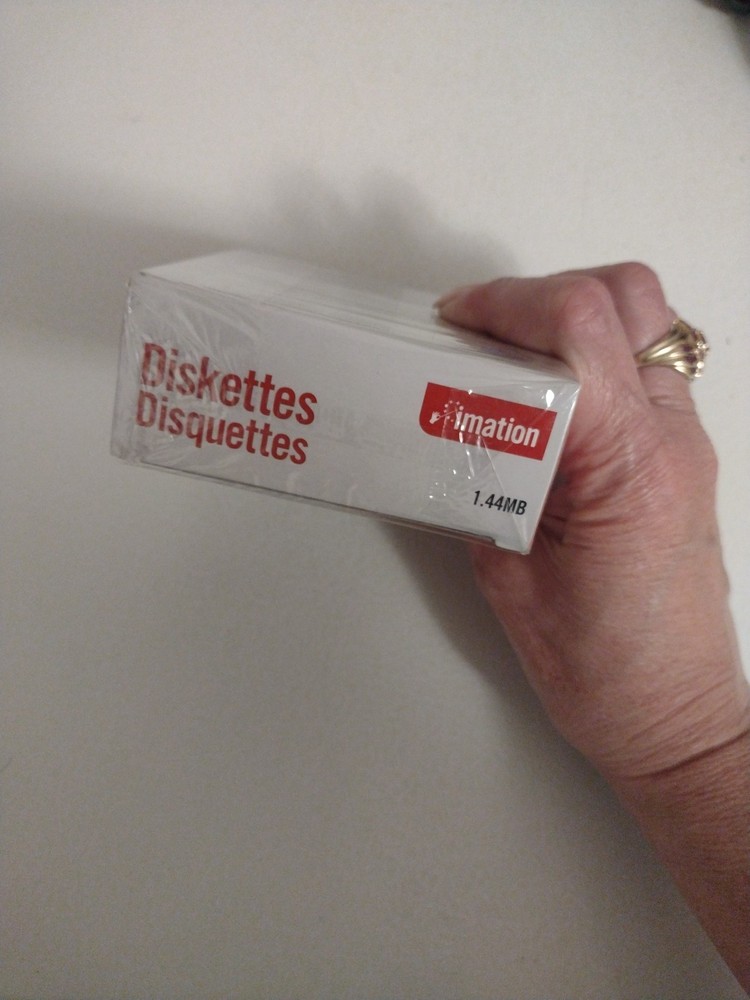 Diskettes
Disquettes
imation
1.44MB